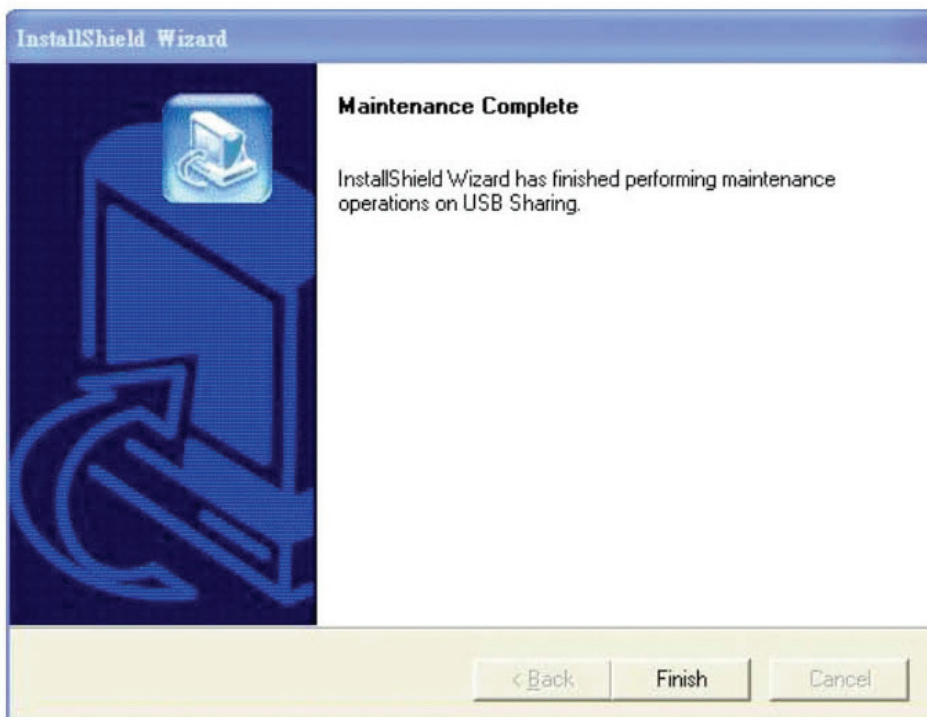 InstallShield Wizard
Maintenance Complete
InstallShield Wizard has finished performing maintenance
operations on USB Sharing.
< Back
Finish
Cancel